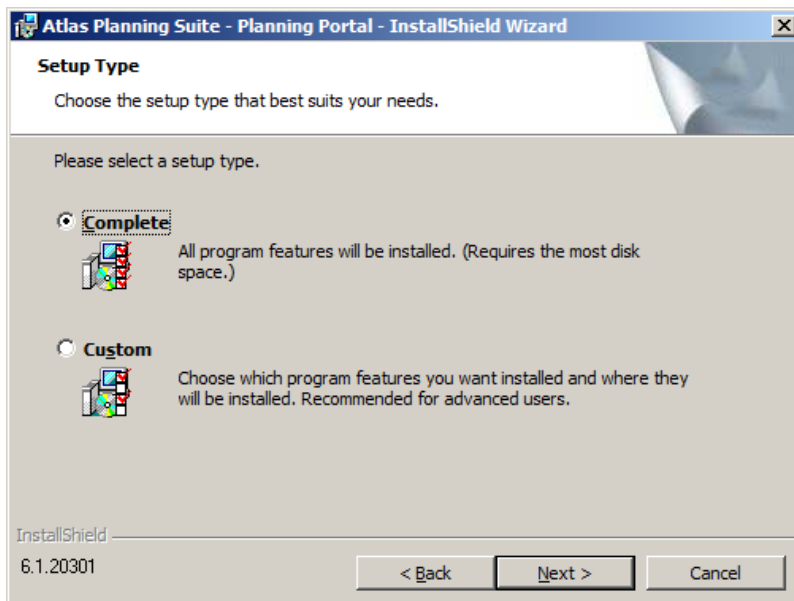 Atlas Planning Suite - Planning Portal - InstallShield Wizard
Setup Type
Choose the setup type that best suits your needs.
Please select a setup type.
Complete
All program features will be installed. (Requires the most disk
space.)
Custom
Choose which program features you want installed and where they
will be installed. Recommended for advanced users.
InstallShield
6.1.20301
< Back
Next >
Cancel